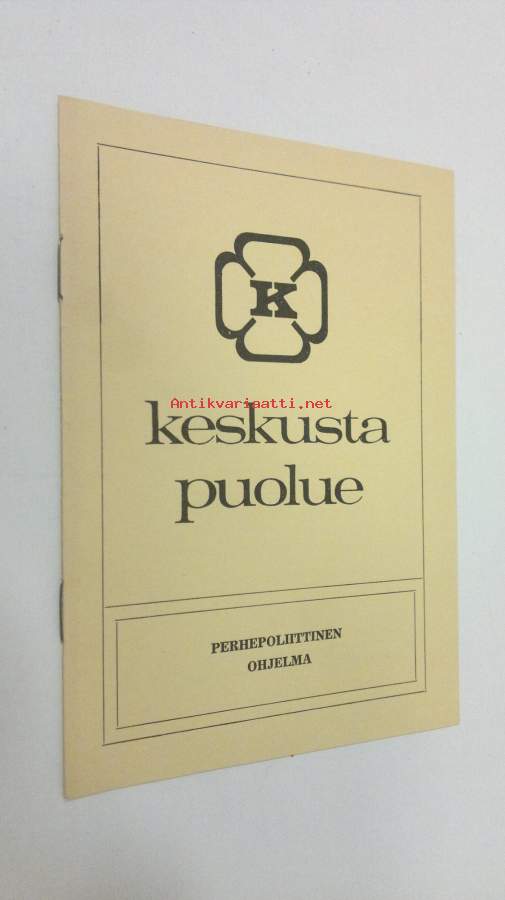 K
Antikvariaatti.net
keskusta
puolue
PERHEPOLIITTINEN
OHJELMA